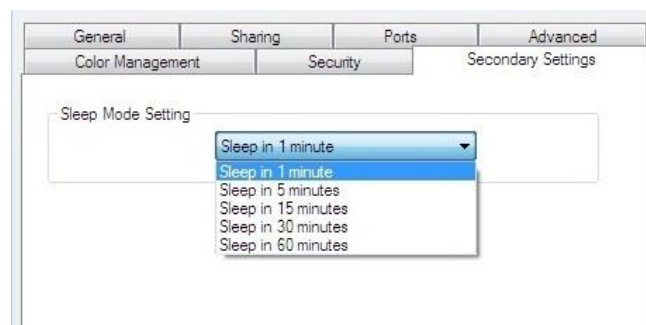 General Sharing Ports Advanced
Color Management Security Secondary Settings
Sleep Mode Setting
Sleep in 1 minute
Sleep in 1 minute
Sleep in 5 minutes
Sleep in 15 minutes
Sleep in 30 minutes
Sleep in 60 minutes